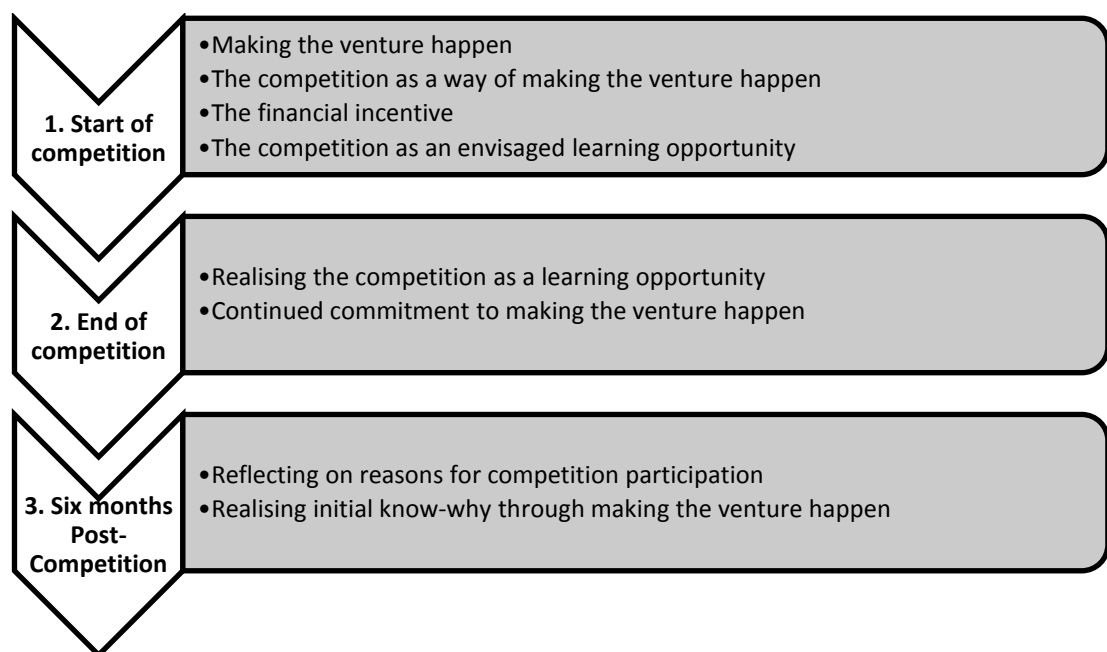 1. Start of
competition
•Making the venture happen
•The competition as a way of making the venture happen
•The financial incentive
•The competition as an envisaged learning opportunity
2. End of
competition
•Realising the competition as a learning opportunity
•Continued commitment to making the venture happen
3. Six months
Post-
Competition
•Reflecting on reasons for competition participation
•Realising initial know-why through making the venture happen